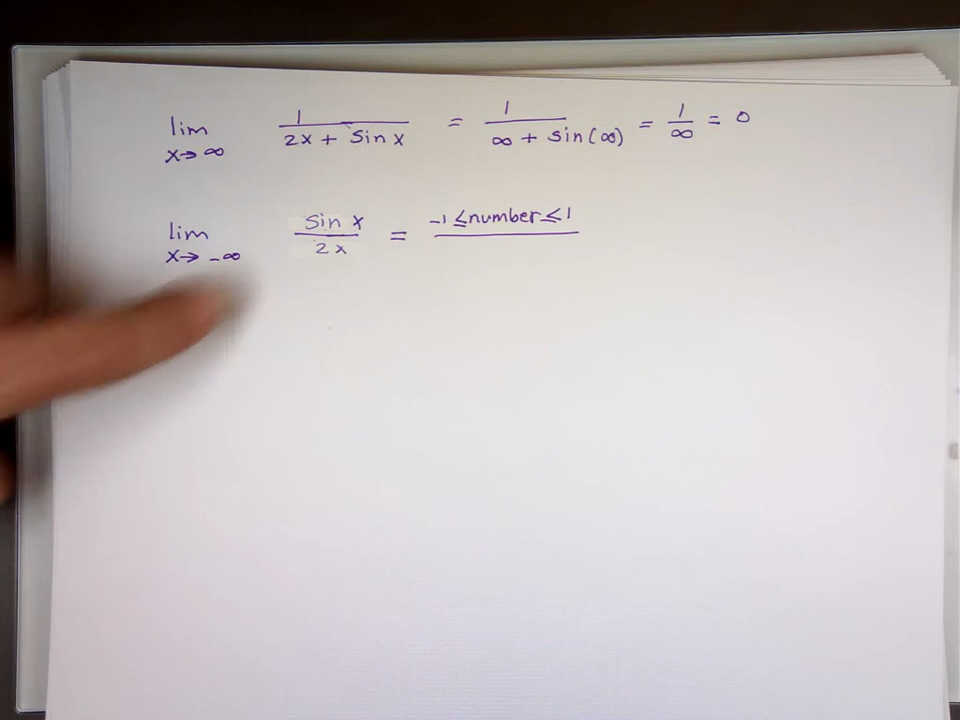 lim x→∞ 1/(2x + sin x) = 1/(∞ + sin(∞)) = 1/∞ = 0
lim x→ -∞ sin x/2x = -1 ≤ number ≤ 1